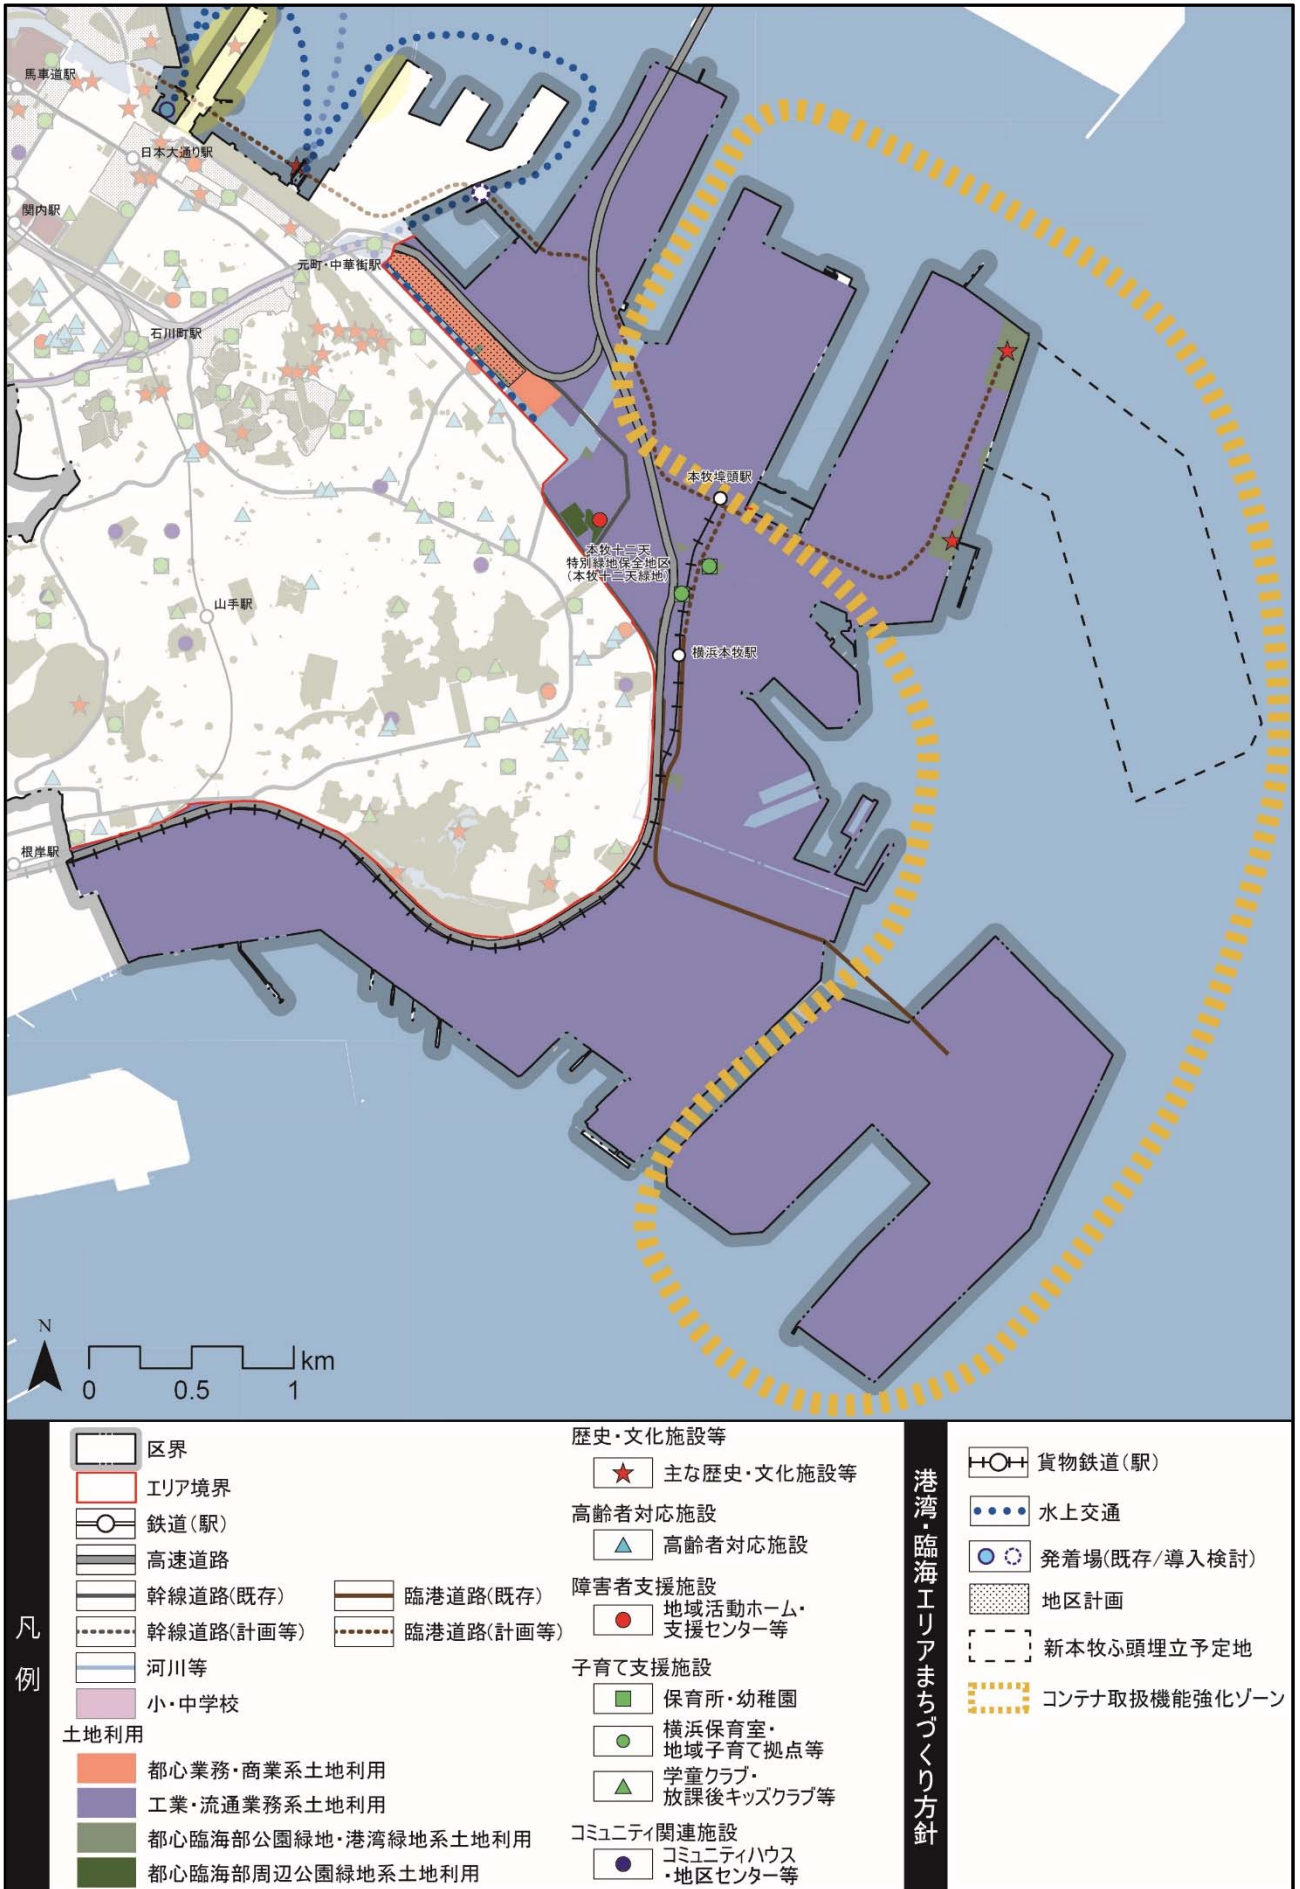 馬車道駅
日本大通り駅
関内駅
元町・中華街駅
石川町駅
本牧埠頭駅
本牧十二天
特別緑地保全地区
(本牧十二天緑地)
山手駅
横浜本牧駅
根岸駅
N
km
0 0.5 1
凡例
区界
エリア境界
鉄道(駅)
高速道路
幹線道路(既存)
臨港道路(既存)
幹線道路(計画等)
臨港道路(計画等)
河川等
小・中学校
土地利用
都心業務・商業系土地利用
工業・流通業務系土地利用
都心臨海部公園緑地・港湾緑地系土地利用
都心臨海部周辺公園緑地系土地利用
歴史・文化施設等
主な歴史・文化施設等
高齢者対応施設
高齢者対応施設
障害者支援施設
地域活動ホーム・
支援センター等
子育て支援施設
保育所・幼稚園
横浜保育室・
地域子育て拠点等
学童クラブ・
放課後キッズクラブ等
コミュニティ関連施設
コミュニティハウス
・地区センター等
港湾・臨海エリアまちづくり方針
貨物鉄道(駅)
水上交通
発着場(既存/導入検討)
地区計画
新本牧ふ頭埋立予定地
コンテナ取扱機能強化ゾーン